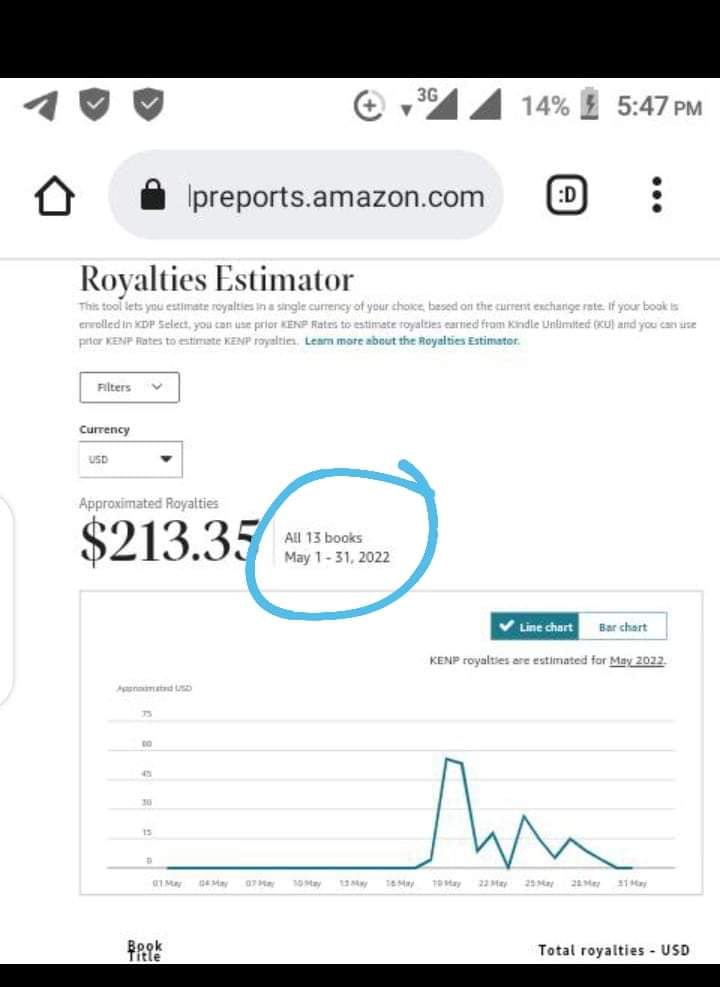 3G 14% 5:47 PM
lpreports.amazon.com :D
Royalties Estimator
This tool lets you estimate royalties in a single currency of your choice, based on the current exchange rate. If your book is
enrolled in KDP Select, you can use prior KENP Rates to estimate royalties earned from Kindle Unlimited (KU) and you can use
prior KENP Rates to estimate KENP royalties. Learn more about the Royalties Estimator.
Filters
Currency
USD
Approximated Royalties
$213.35
All 13 books
May 1 - 31, 2022
Line chart Bar chart
KENP royalties are estimated for May 2022.
Approximated USD
75
60
45
30
15
0
01 May 04 May 07 May 10 May 13 May 16 May 19 May 22 May 25 May 28 May 31 May
Book
Title
Total royalties - USD